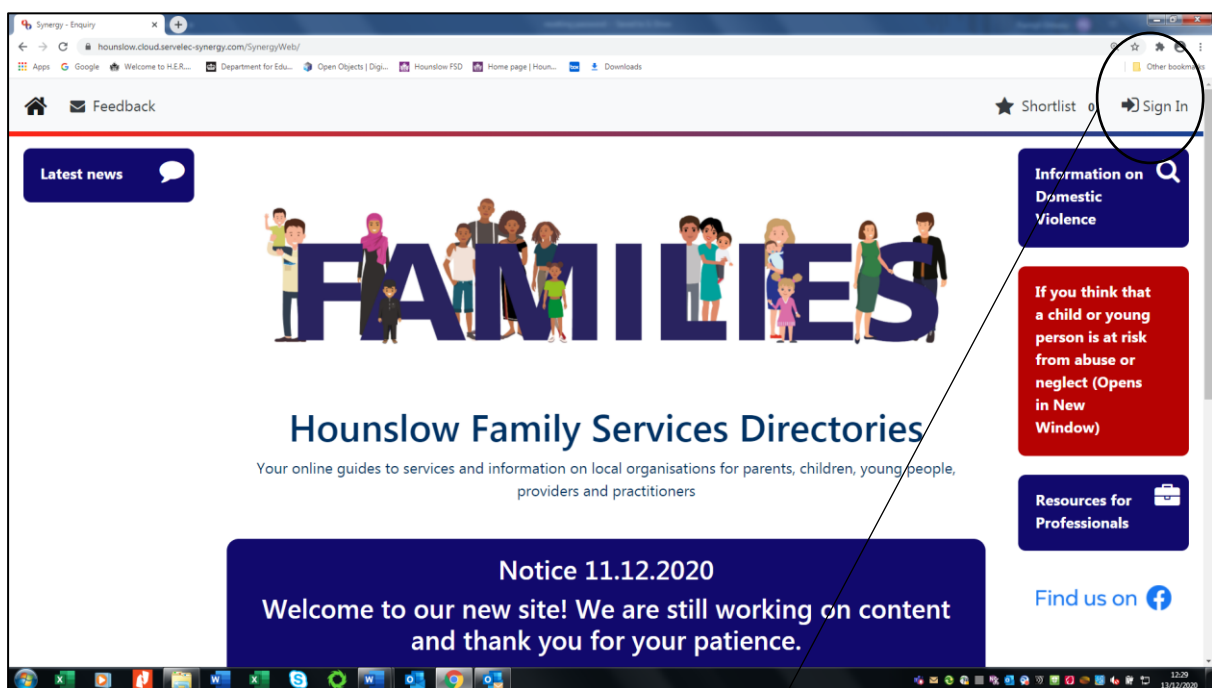 Synergy - Enquiry
hounslow.cloud.servelec-synergy.com/SynergyWeb/
Apps Google Welcome to H.E.R.... Department for Edu... Open Objects | Digi... Hounslow FSD Home page | Houn... Downloads Other bookmarks
Feedback Shortlist 0 Sign In
Latest news
Information on
Domestic
Violence
FAMILIES
If you think that
a child or young
person is at risk
from abuse or
neglect (Opens
in New
Window)
Hounslow Family Services Directories
Your online guides to services and information on local organisations for parents, children, young people,
providers and practitioners
Resources for
Professionals
Notice 11.12.2020
Welcome to our new site! We are still working on content
and thank you for your patience.
Find us on
12:29
13/12/2020